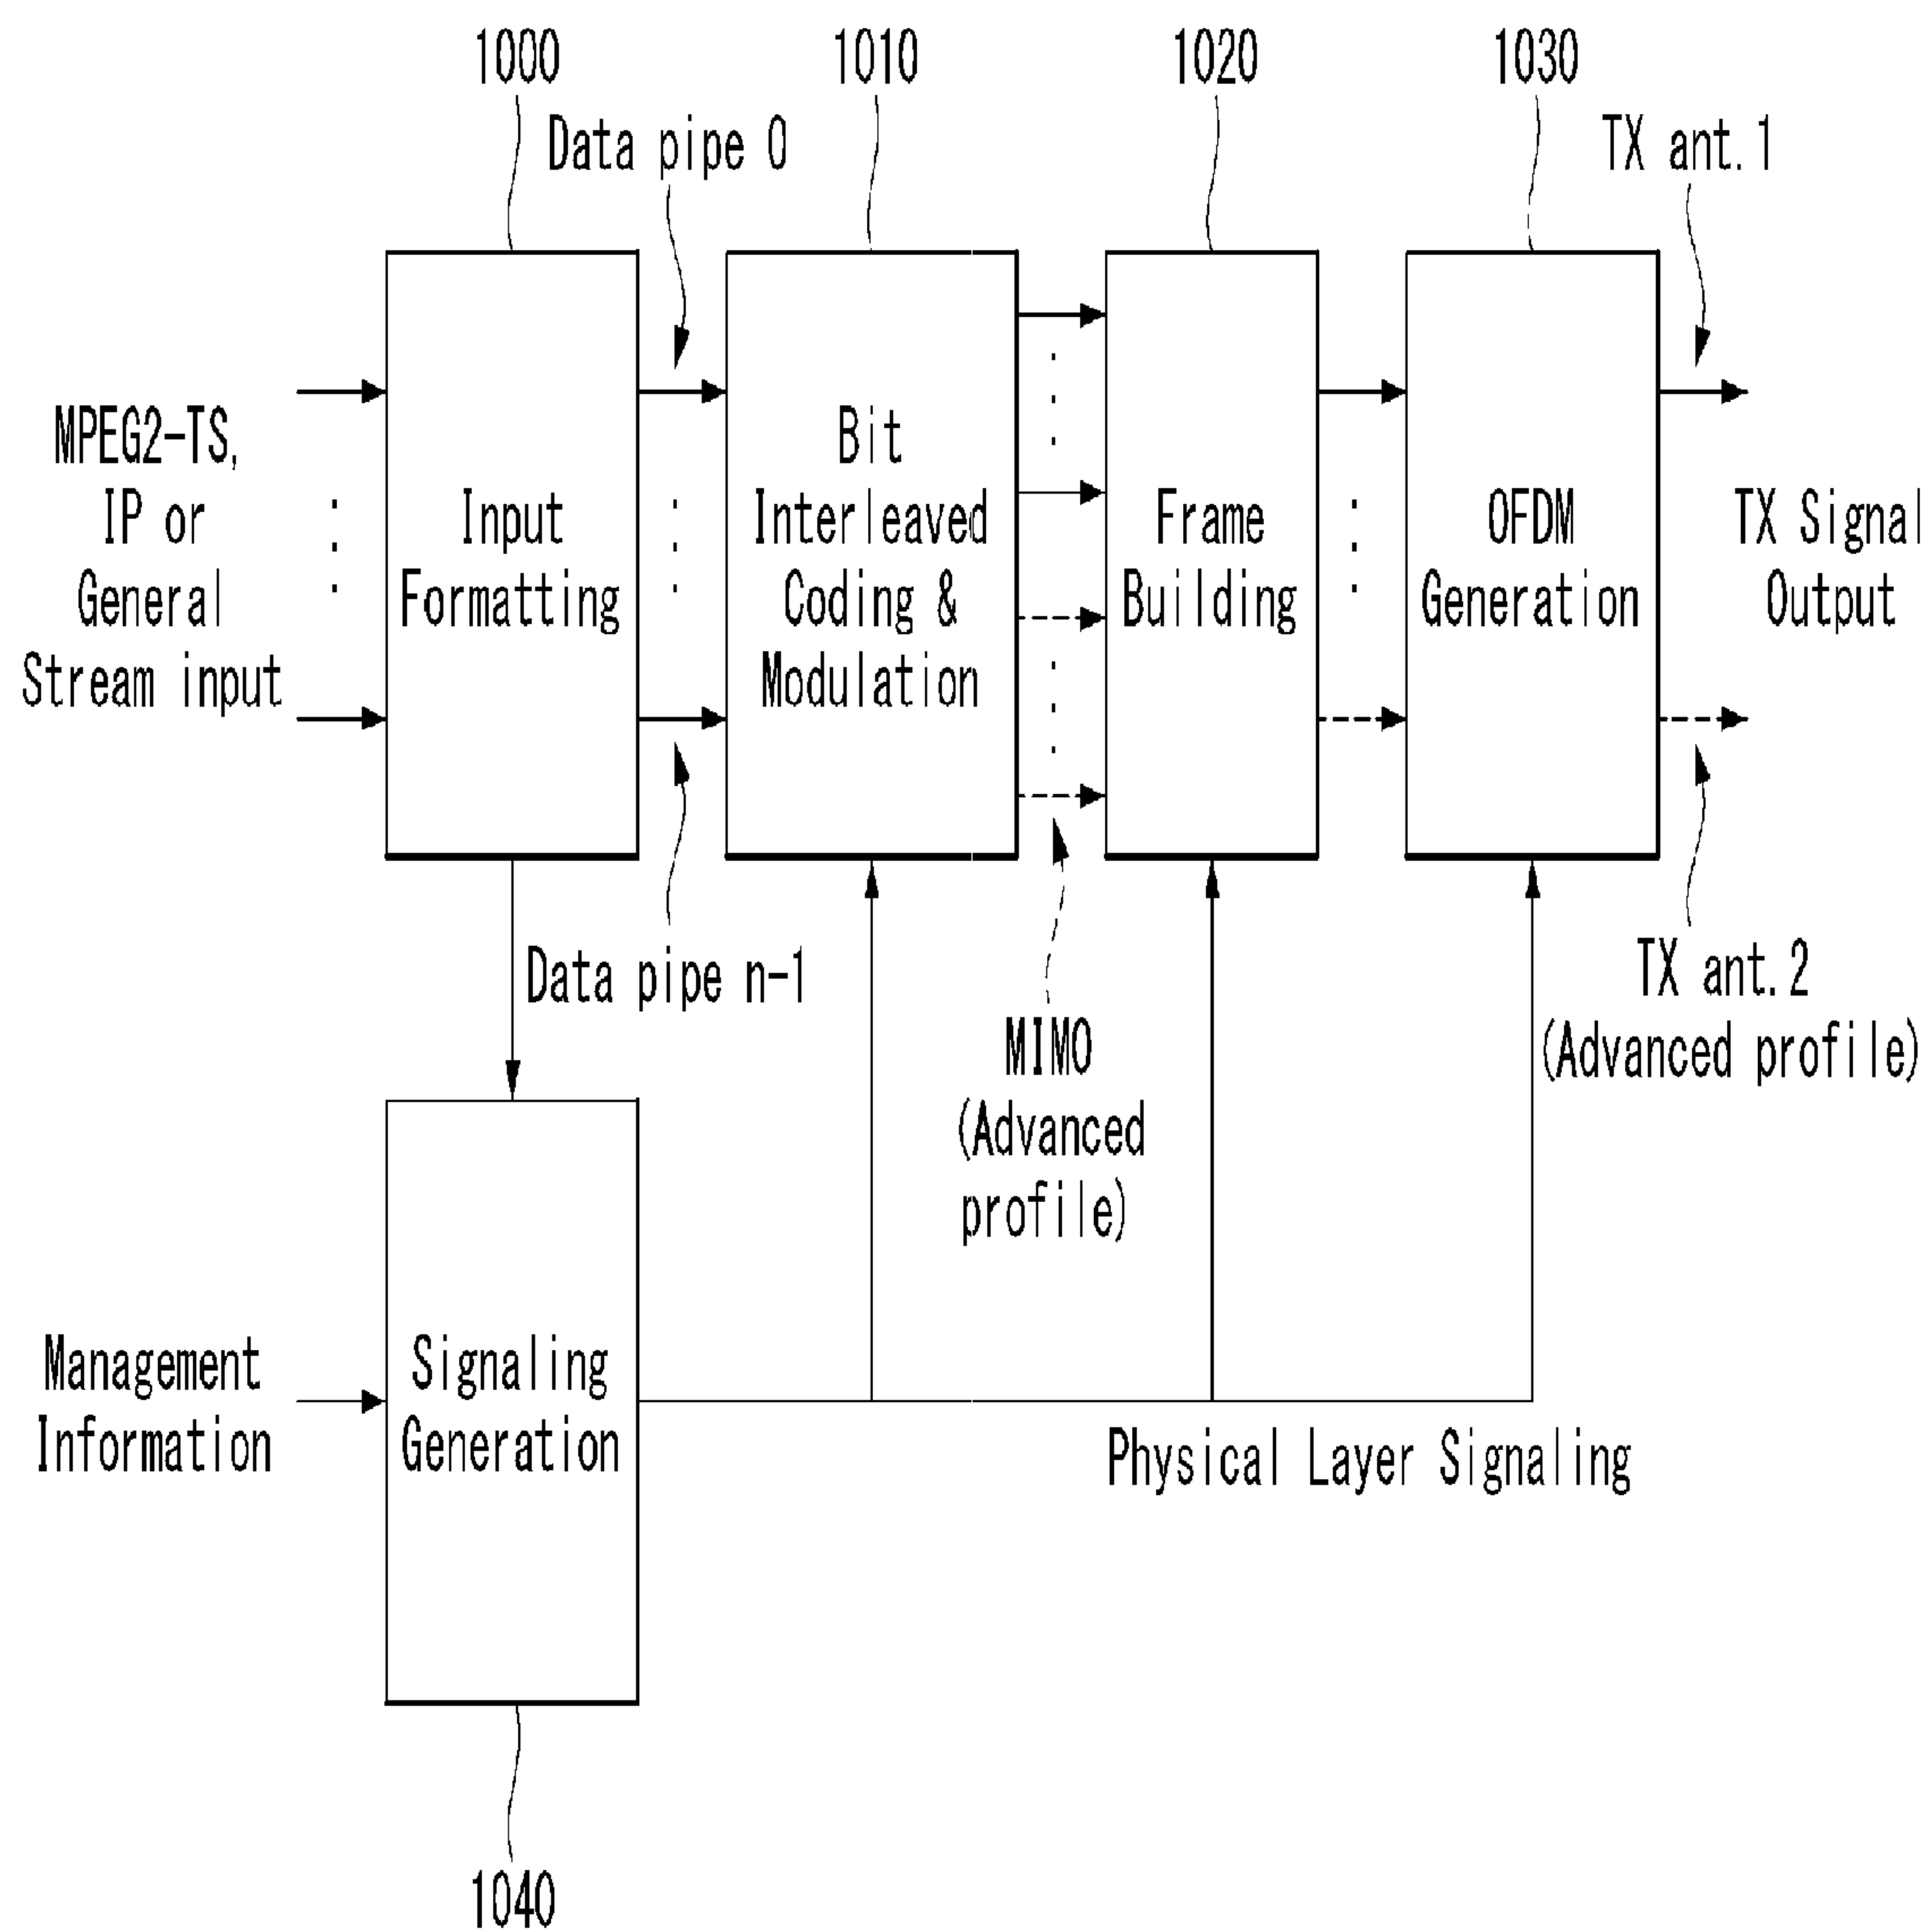 1000
1010
1020
1030
Data pipe 0
TX ant.1
MPEG2-TS,
IP or
General
Stream input
Input
Formatting
Bit
Interleaved
Coding &
Modulation
Frame
Building
OFDM
Generation
TX Signal
Output
Data pipe n-1
MIMO
(Advanced
profile)
TX ant.2
(Advanced profile)
Management
Information
Signaling
Generation
Physical Layer Signaling
1040